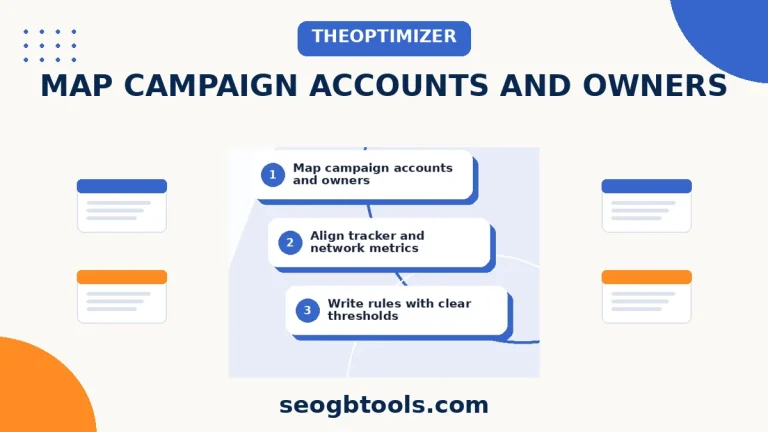 THEOPTIMIZER
MAP CAMPAIGN ACCOUNTS AND OWNERS
1
Map campaign accounts
and owners
2
Align tracker and
network metrics
3
Write rules with clear
thresholds
seogbtools.com